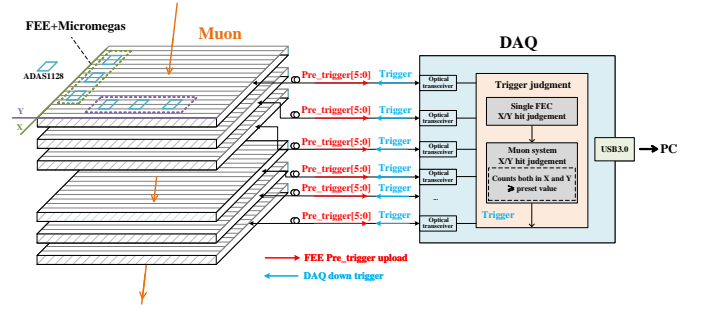 FEE+Micromegas
Muon
ADAS1128
Y
X
DAQ
Pre_trigger[5:0] Trigger
Pre_trigger[5:0] Trigger
Pre_trigger[5:0] Trigger
Pre_trigger[5:0] Trigger
Pre_trigger[5:0] Trigger
Pre_trigger[5:0] Trigger
Optical
transceiver
Optical
transceiver
Optical
transceiver
Optical
transceiver
...
Optical
transceiver
Trigger judgment
Single FEC
X/Y hit judgement
Muon system
X/Y hit judgement
Counts both in X and Y
⩾ preset value
Trigger
USB3.0
PC
FEE Pre_trigger upload
DAQ down trigger